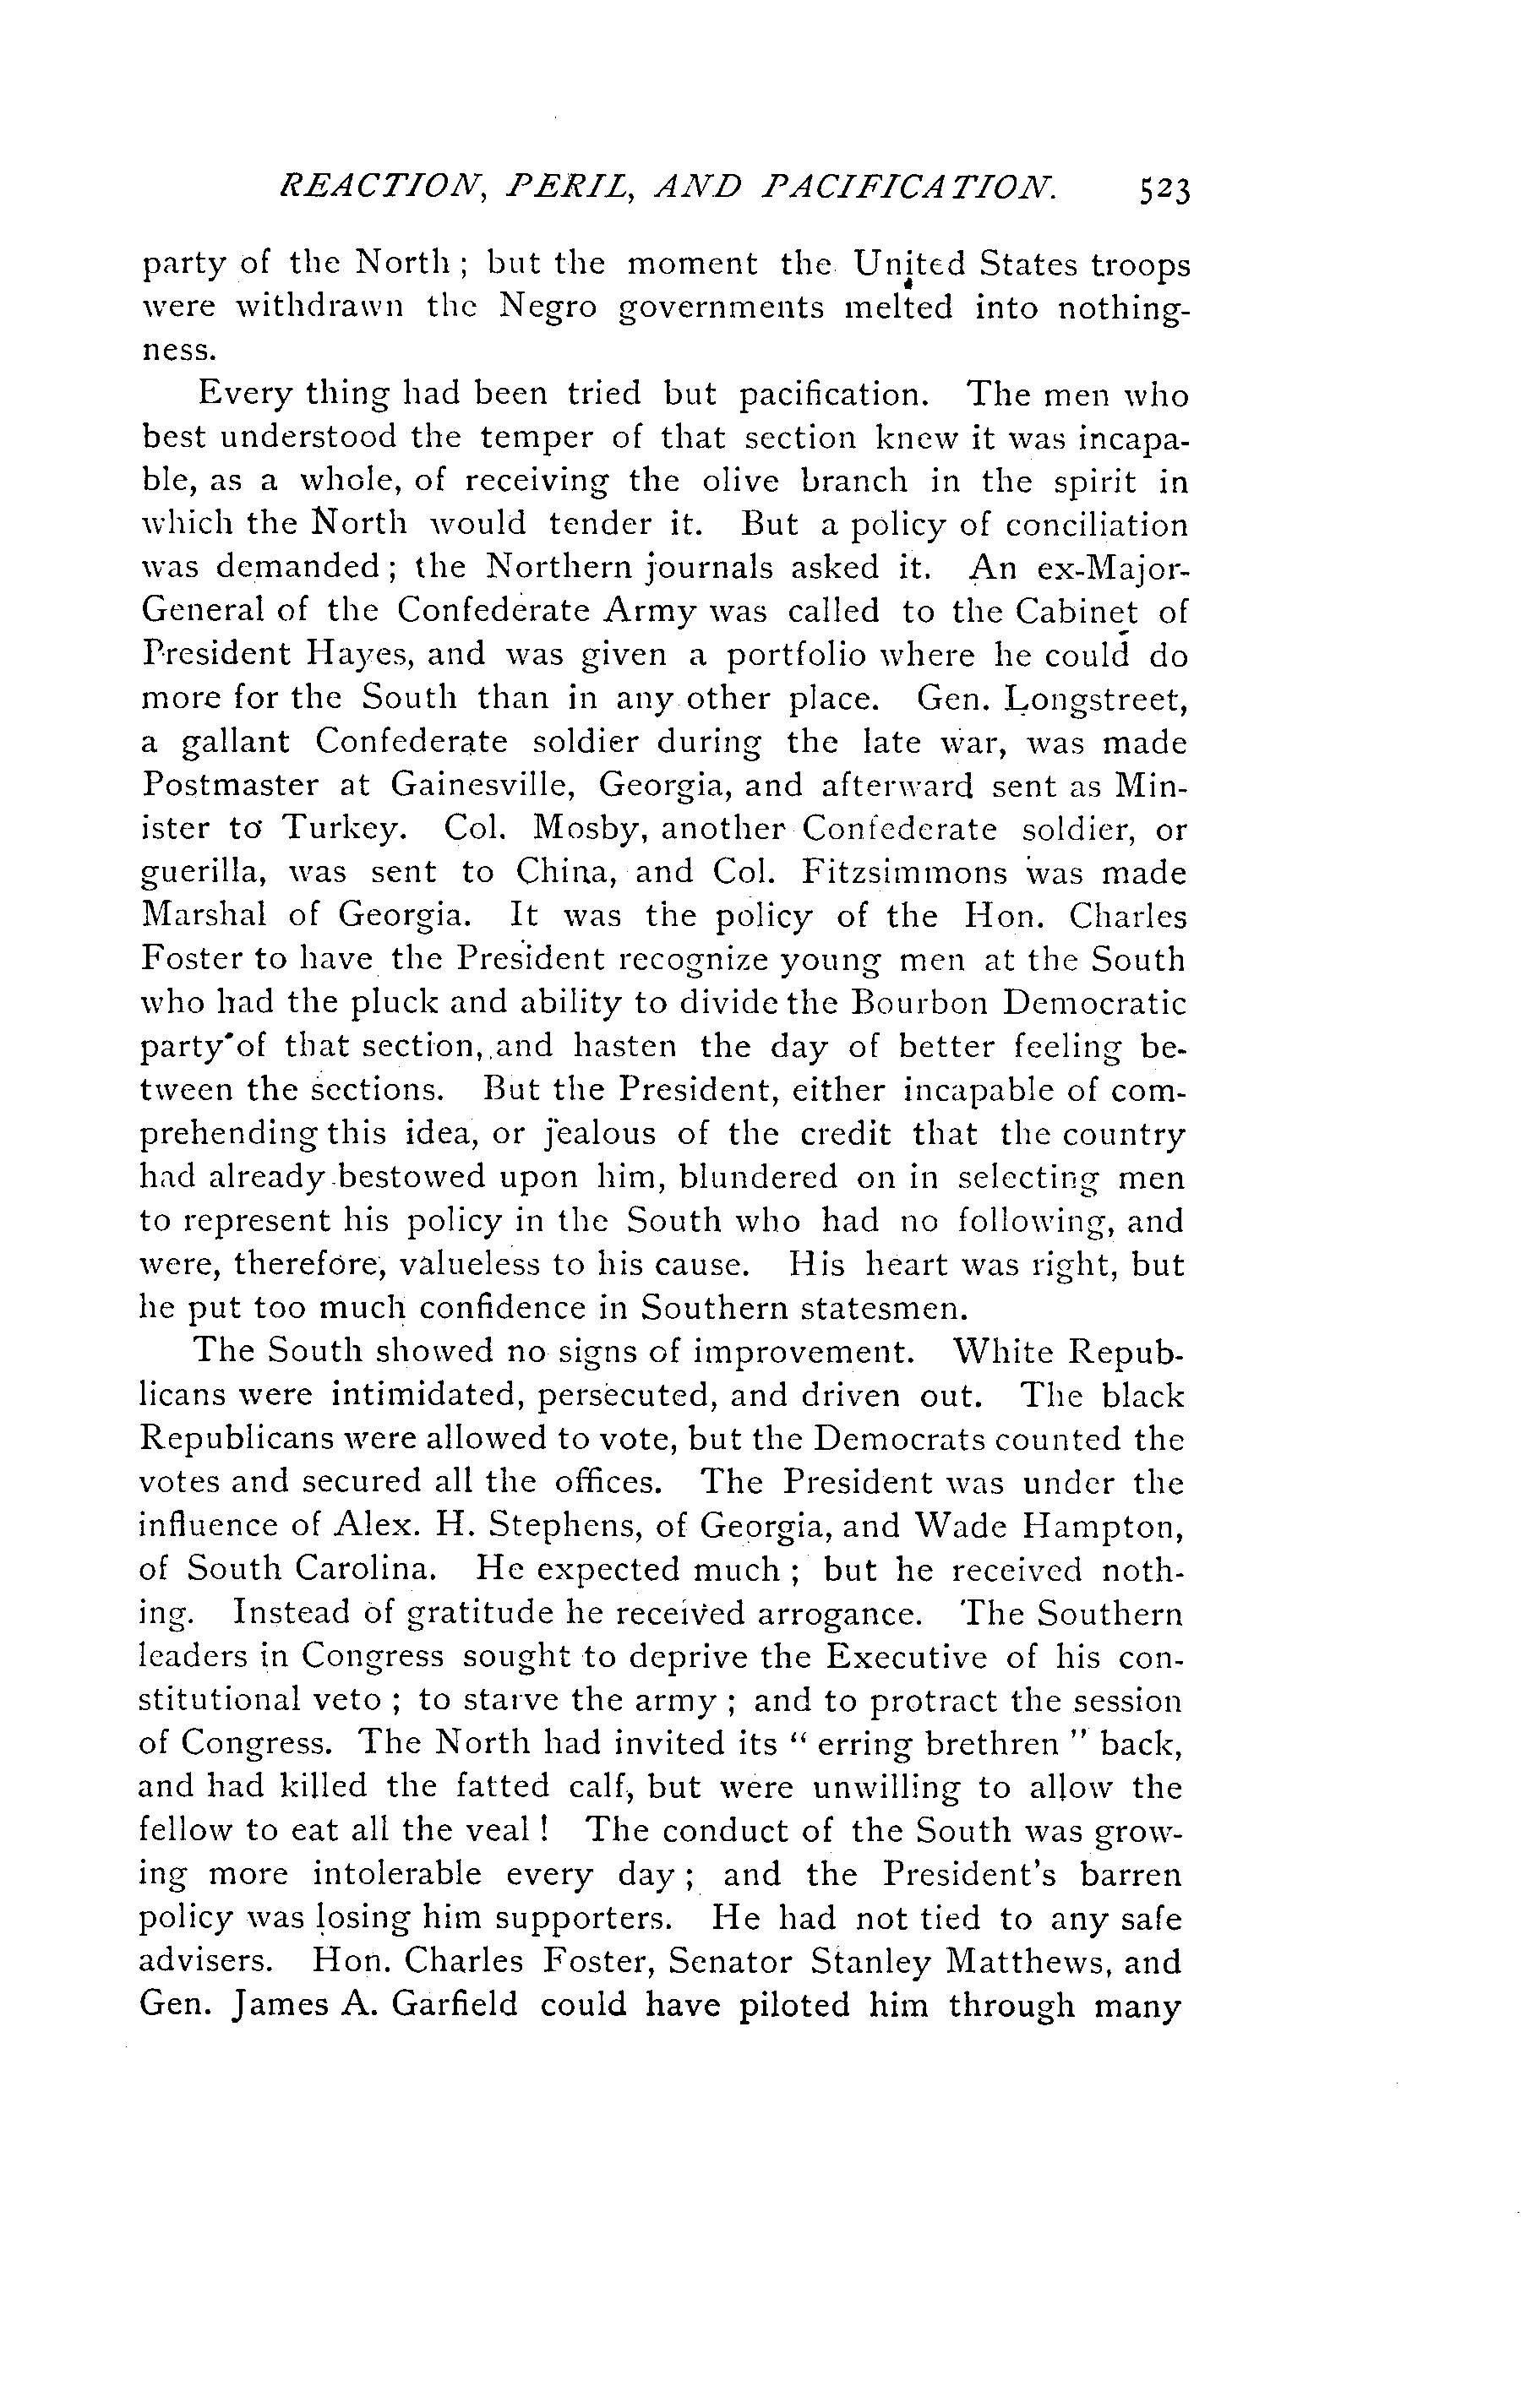 REACTION, PERIL, AND PACIFICATION. 523
party of the North; but the moment the United States troops
were withdrawn the Negro governments melted into nothing-
ness.
Every thing had been tried but pacification. The men who
best understood the temper of that section knew it was incapa-
ble, as a whole, of receiving the olive branch in the spirit in
which the North would tender it. But a policy of conciliation
was demanded; the Northern journals asked it. An ex-Major-
General of the Confederate Army was called to the Cabinet of
President Hayes, and was given a portfolio where he could do
more for the South than in any other place. Gen. Longstreet,
a gallant Confederate soldier during the late war, was made
Postmaster at Gainesville, Georgia, and afterward sent as Min-
ister to Turkey. Col. Mosby, another Confederate soldier, or
guerilla, was sent to China, and Col. Fitzsimmons was made
Marshal of Georgia. It was the policy of the Hon. Charles
Foster to have the President recognize young men at the South
who had the pluck and ability to divide the Bourbon Democratic
party of that section, and hasten the day of better feeling be-
tween the sections. But the President, either incapable of com-
prehending this idea, or jealous of the credit that the country
had already bestowed upon him, blundered on in selecting men
to represent his policy in the South who had no following, and
were, therefore, valueless to his cause. His heart was right, but
he put too much confidence in Southern statesmen.
The South showed no signs of improvement. White Repub-
licans were intimidated, persecuted, and driven out. The black
Republicans were allowed to vote, but the Democrats counted the
votes and secured all the offices. The President was under the
influence of Alex. H. Stephens, of Georgia, and Wade Hampton,
of South Carolina. He expected much; but he received noth-
ing. Instead of gratitude he received arrogance. The Southern
leaders in Congress sought to deprive the Executive of his con-
stitutional veto; to starve the army; and to protract the session
of Congress. The North had invited its "erring brethren" back,
and had killed the fatted calf, but were unwilling to allow the
fellow to eat all the veal! The conduct of the South was grow-
ing more intolerable every day; and the President's barren
policy was losing him supporters. He had not tied to any safe
advisers. Hon. Charles Foster, Senator Stanley Matthews, and
Gen. James A. Garfield could have piloted him through many